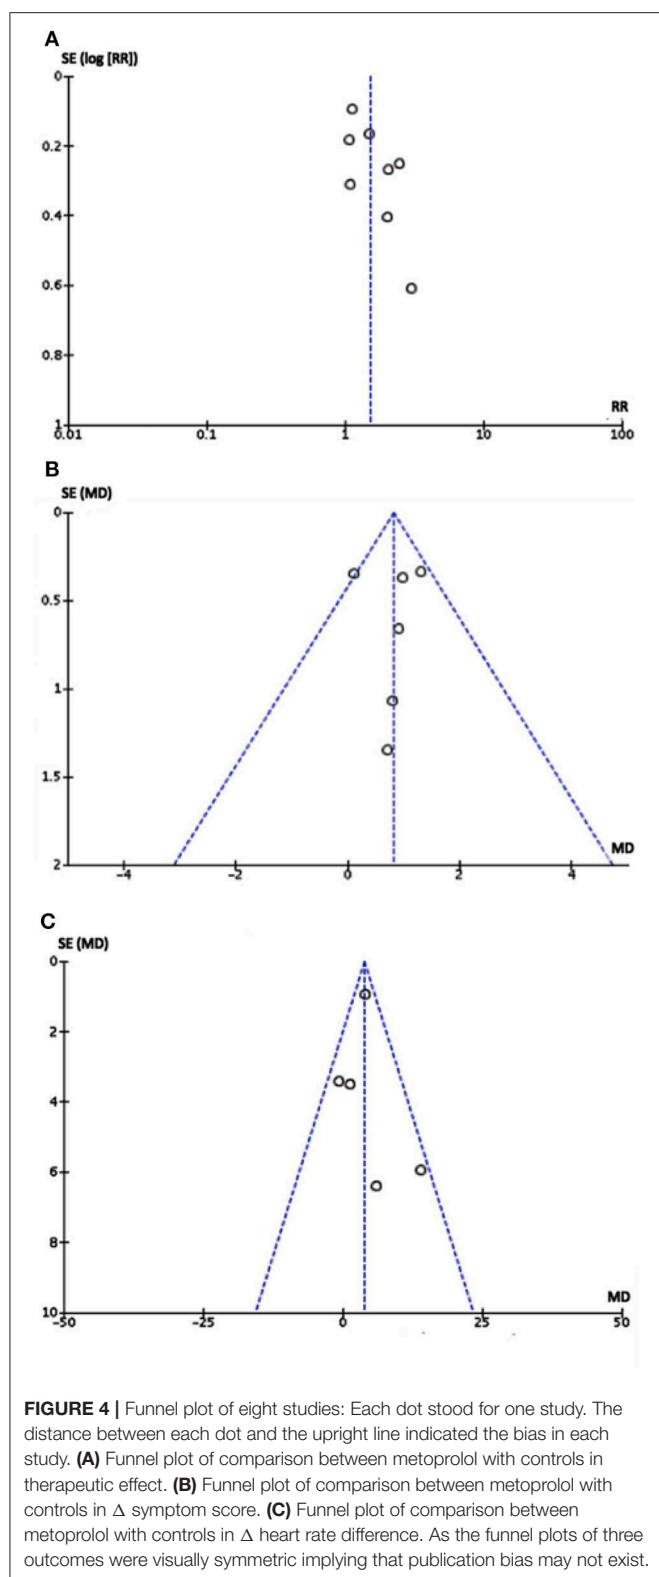 A
SE (log [RR])
0
0.2
0.4
0.6
0.8
1
RR
0.01
0.1
1
10
100
B
SE (MD)
0
0.5
1
1.5
2
MD
-4
-2
0
2
4
C
SE (MD)
0
2
4
6
8
10
MD
-50
-25
0
25
50
FIGURE 4 | Funnel plot of eight studies: Each dot stood for one study. The
distance between each dot and the upright line indicated the bias in each
study. (A) Funnel plot of comparison between metoprolol with controls in
therapeutic effect. (B) Funnel plot of comparison between metoprolol with
controls in Δ symptom score. (C) Funnel plot of comparison between
metoprolol with controls in Δ heart rate difference. As the funnel plots of three
outcomes were visually symmetric implying that publication bias may not exist.